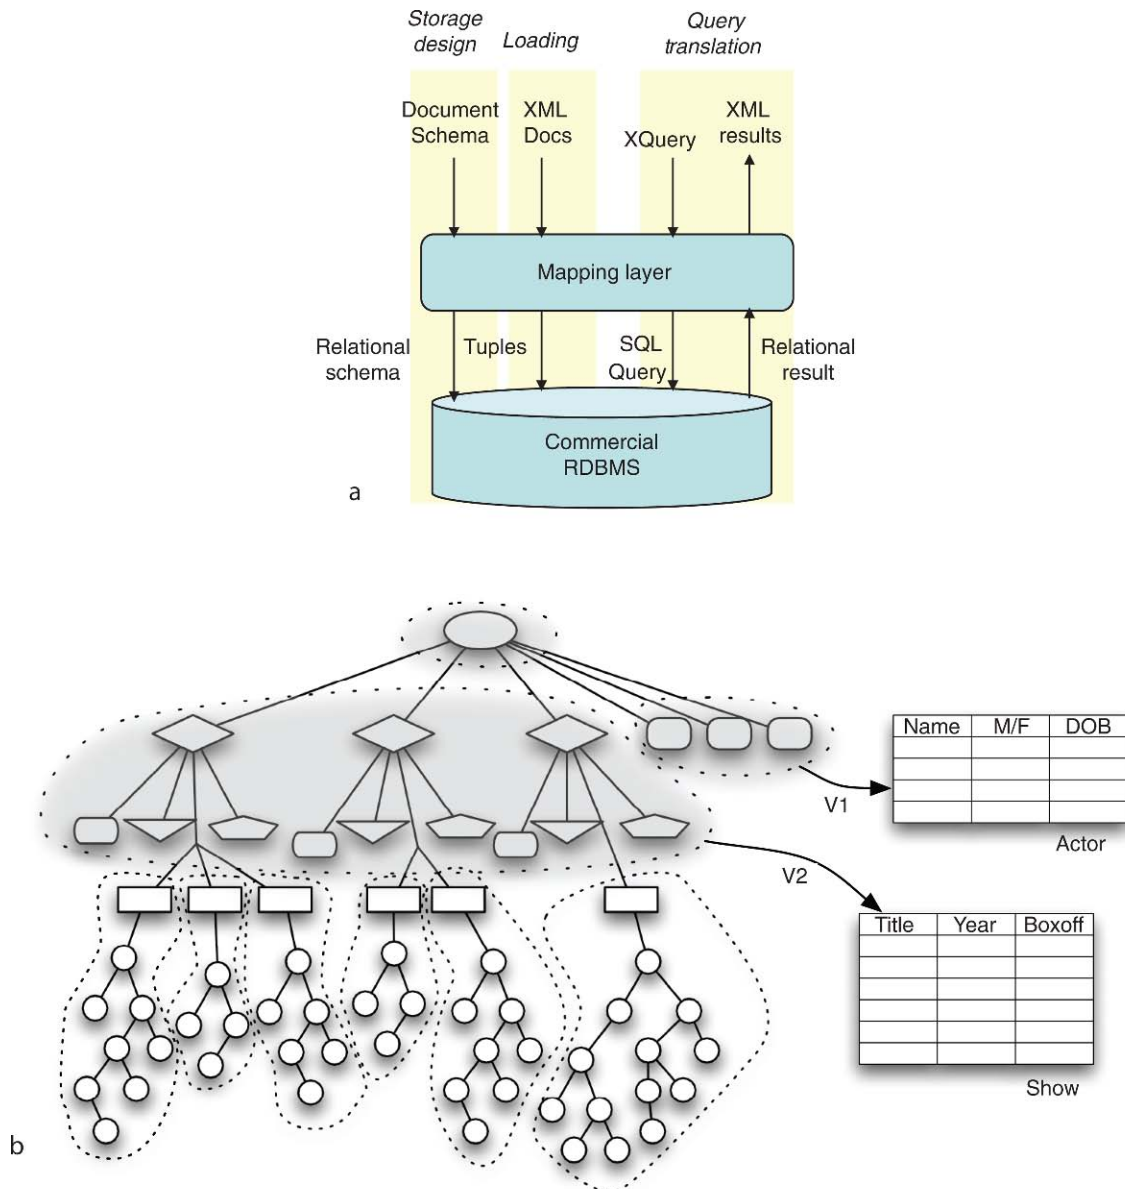 Storage
design
Loading
Query
translation
Document
Schema
XML
Docs
XQuery
XML
results
Mapping layer
Relational
schema
Tuples
SQL
Query
Relational
result
Commercial
RDBMS
a
Name M/F DOB
V1
Actor
V2
Title Year Boxoff
Show
b